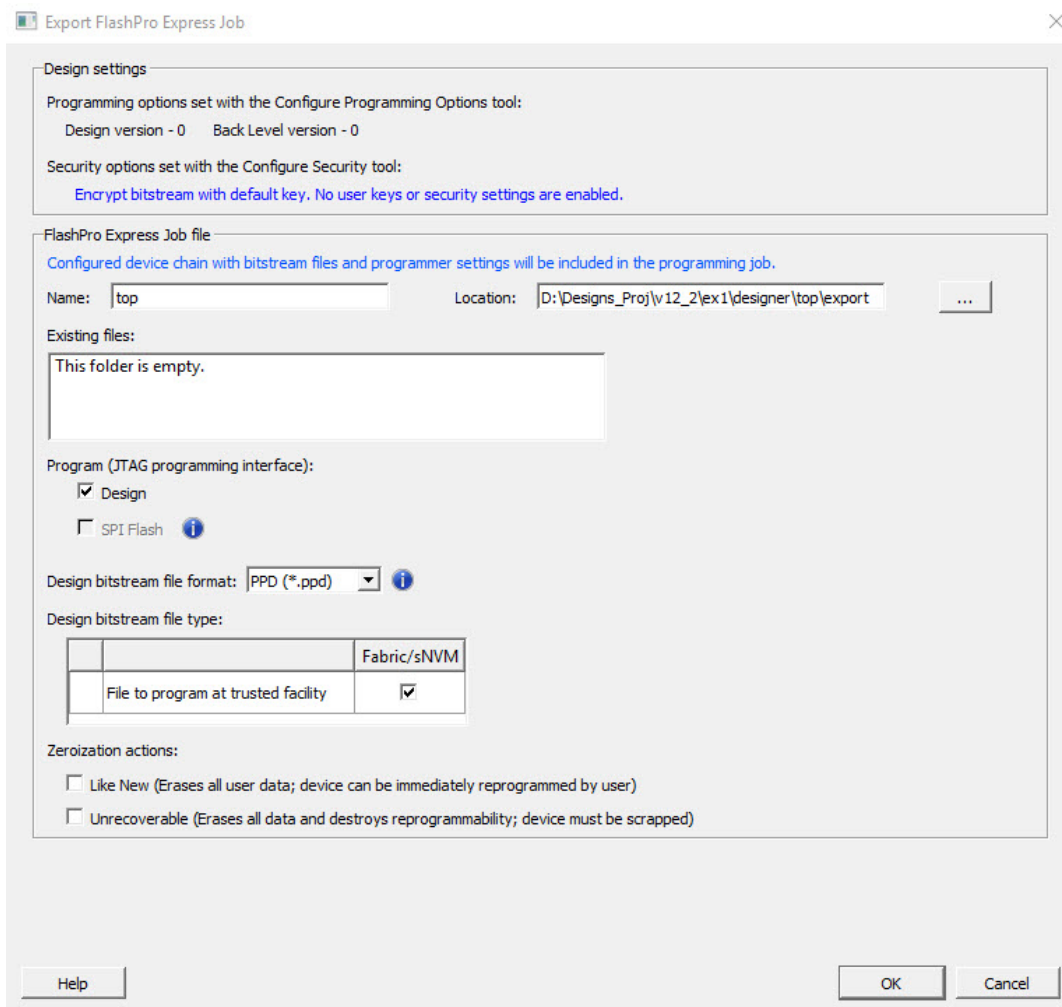 Export FlashPro Express Job
Design settings
Programming options set with the Configure Programming Options tool:
Design version - 0 Back Level version - 0
Security options set with the Configure Security tool:
Encrypt bitstream with default key. No user keys or security settings are enabled.
FlashPro Express Job file
Configured device chain with bitstream files and programmer settings will be included in the programming job.
Name: top Location: D:\Designs_Proj\v12_2\ex1\designer\top\export ...
Existing files:
This folder is empty.
Program (JTAG programming interface):
Design
SPI Flash
Design bitstream file format: PPD (*.ppd)
Design bitstream file type:
Fabric/sNVM
File to program at trusted facility
Zeroization actions:
Like New (Erases all user data; device can be immediately reprogrammed by user)
Unrecoverable (Erases all data and destroys reprogrammability; device must be scrapped)
Help OK Cancel